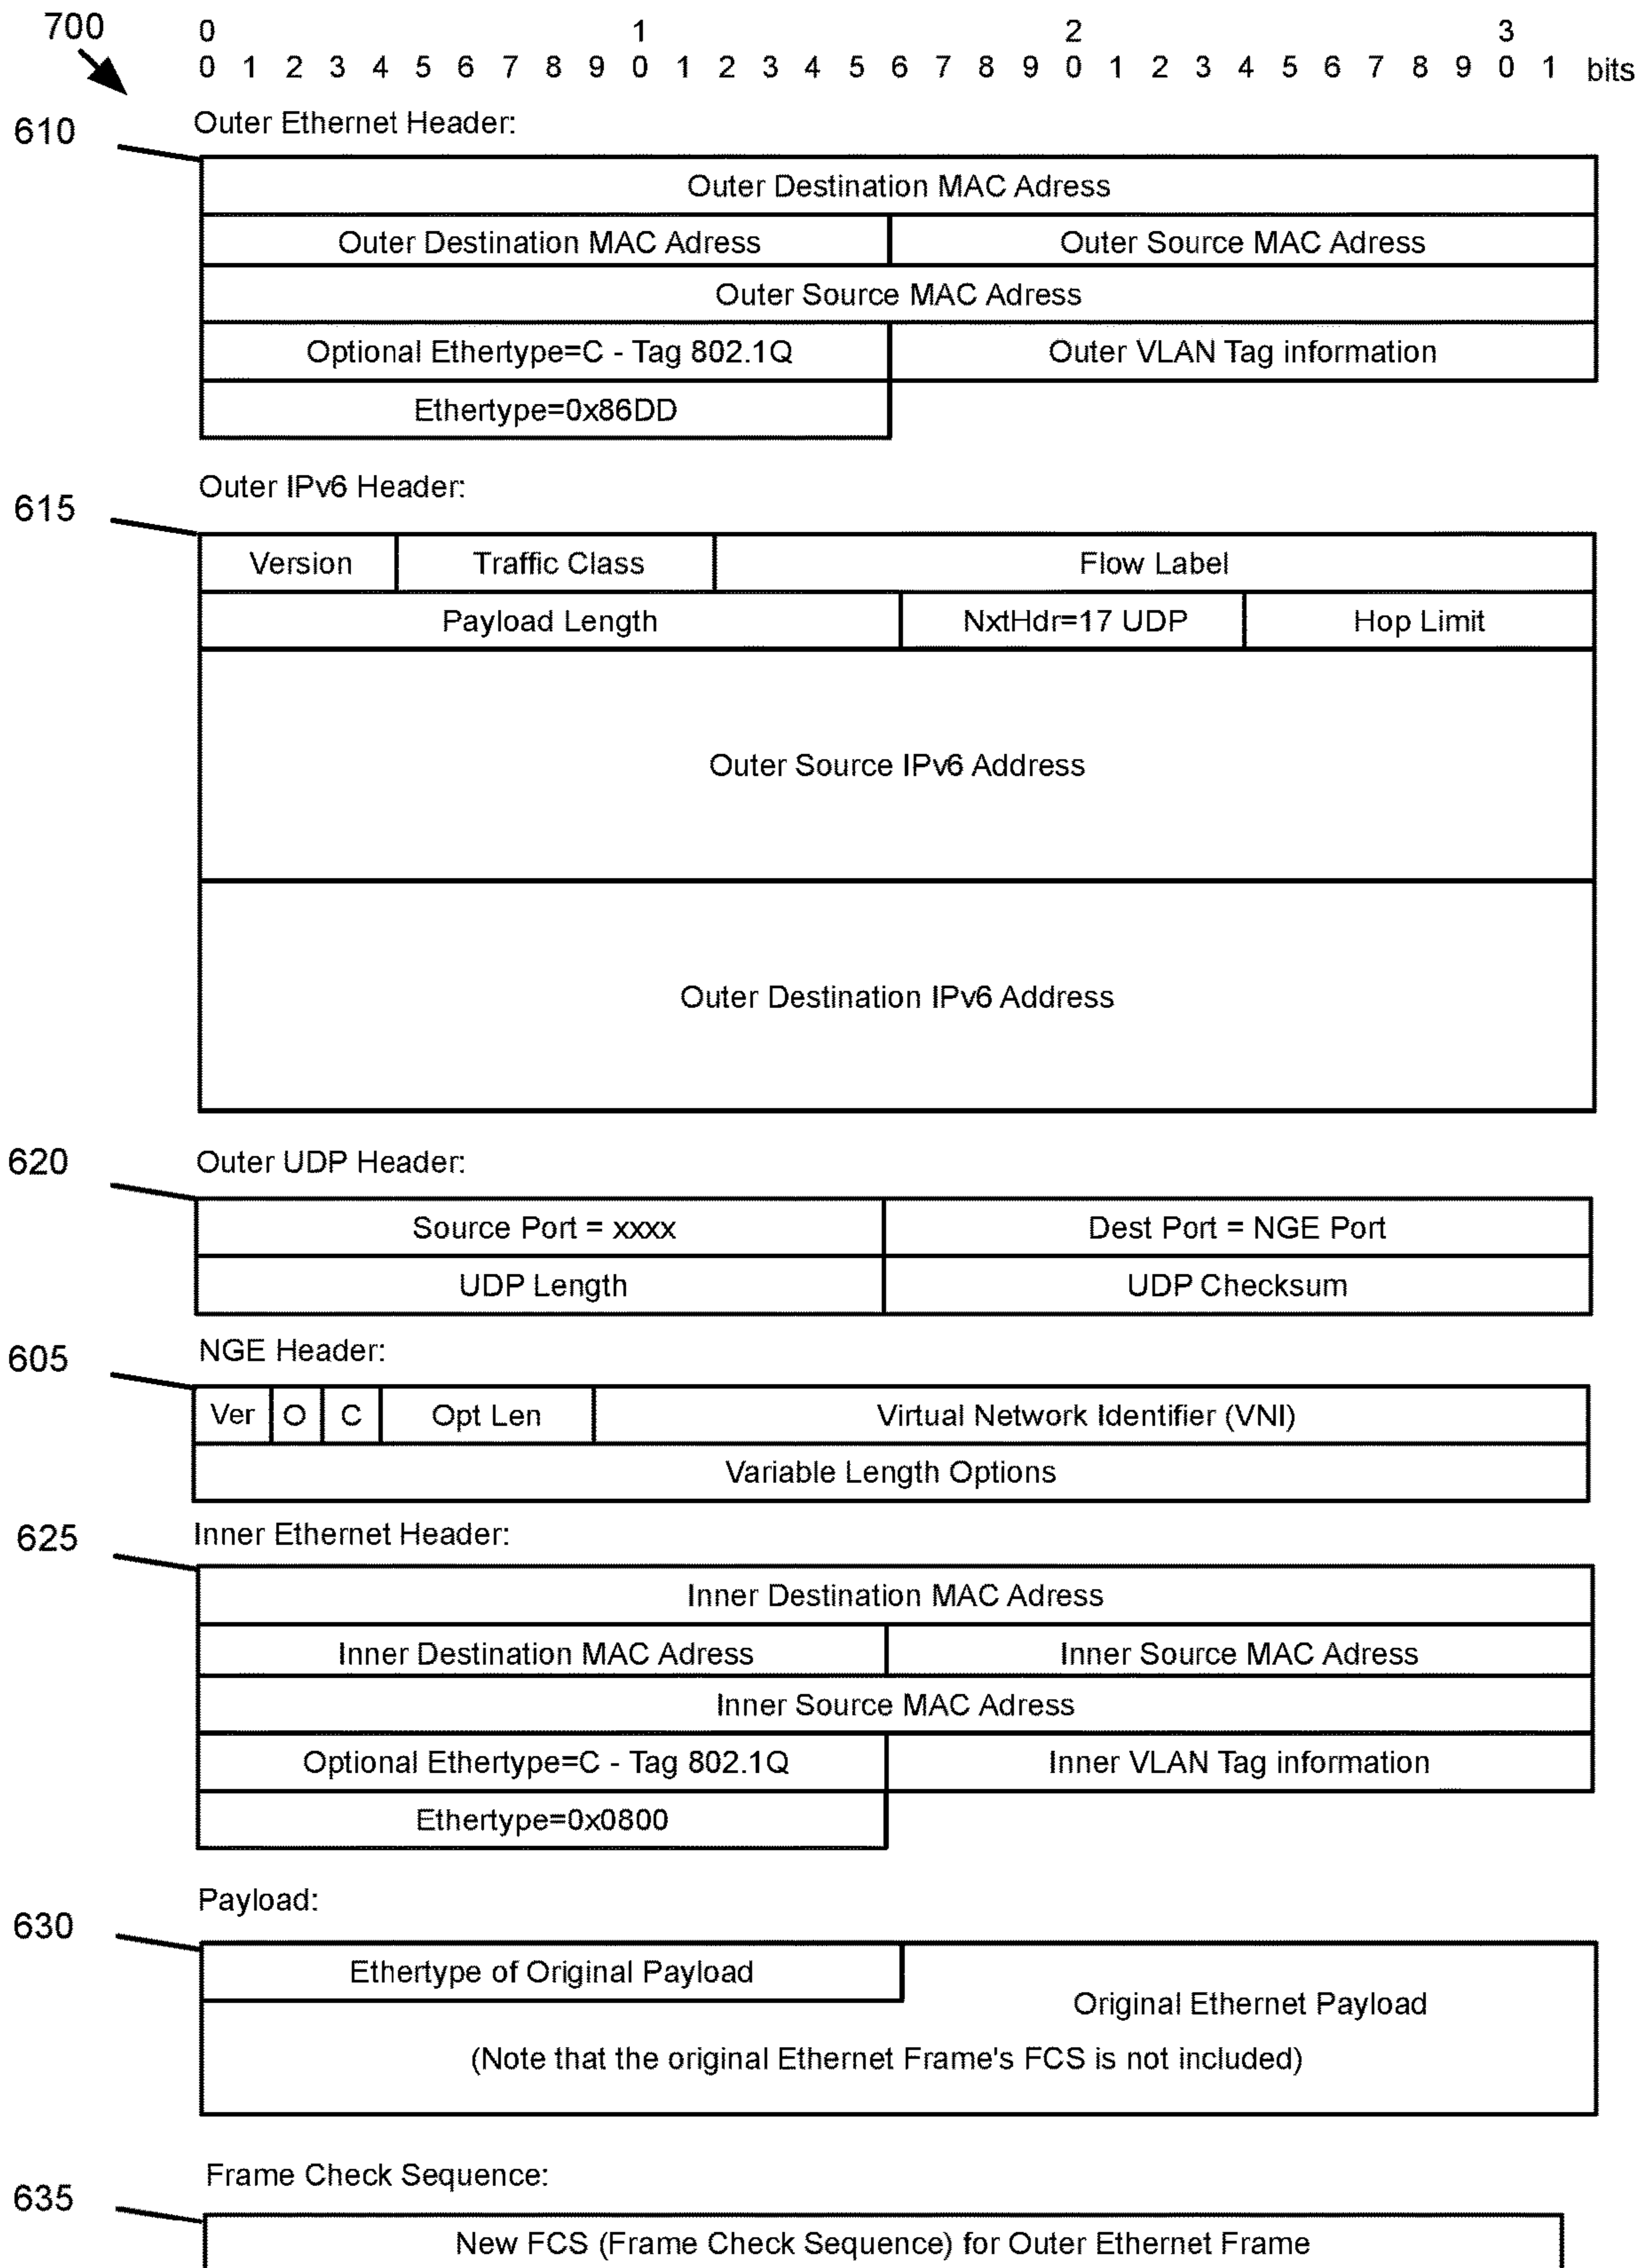 700
0 1 2 3
0 1 2 3 4 5 6 7 8 9 0 1 2 3 4 5 6 7 8 9 0 1 2 3 4 5 6 7 8 9 0 1 bits
610 Outer Ethernet Header:
Outer Destination MAC Adress
Outer Destination MAC Adress Outer Source MAC Adress
Outer Source MAC Adress
Optional Ethertype=C - Tag 802.1Q Outer VLAN Tag information
Ethertype=0x86DD
615 Outer IPv6 Header:
Version Traffic Class Flow Label
Payload Length NxtHdr=17 UDP Hop Limit
Outer Source IPv6 Address
Outer Destination IPv6 Address
620 Outer UDP Header:
Source Port = xxxx Dest Port = NGE Port
UDP Length UDP Checksum
605 NGE Header:
Ver O C Opt Len Virtual Network Identifier (VNI)
Variable Length Options
625 Inner Ethernet Header:
Inner Destination MAC Adress
Inner Destination MAC Adress Inner Source MAC Adress
Inner Source MAC Adress
Optional Ethertype=C - Tag 802.1Q Inner VLAN Tag information
Ethertype=0x0800
630 Payload:
Ethertype of Original Payload
Original Ethernet Payload
(Note that the original Ethernet Frame's FCS is not included)
635 Frame Check Sequence:
New FCS (Frame Check Sequence) for Outer Ethernet Frame